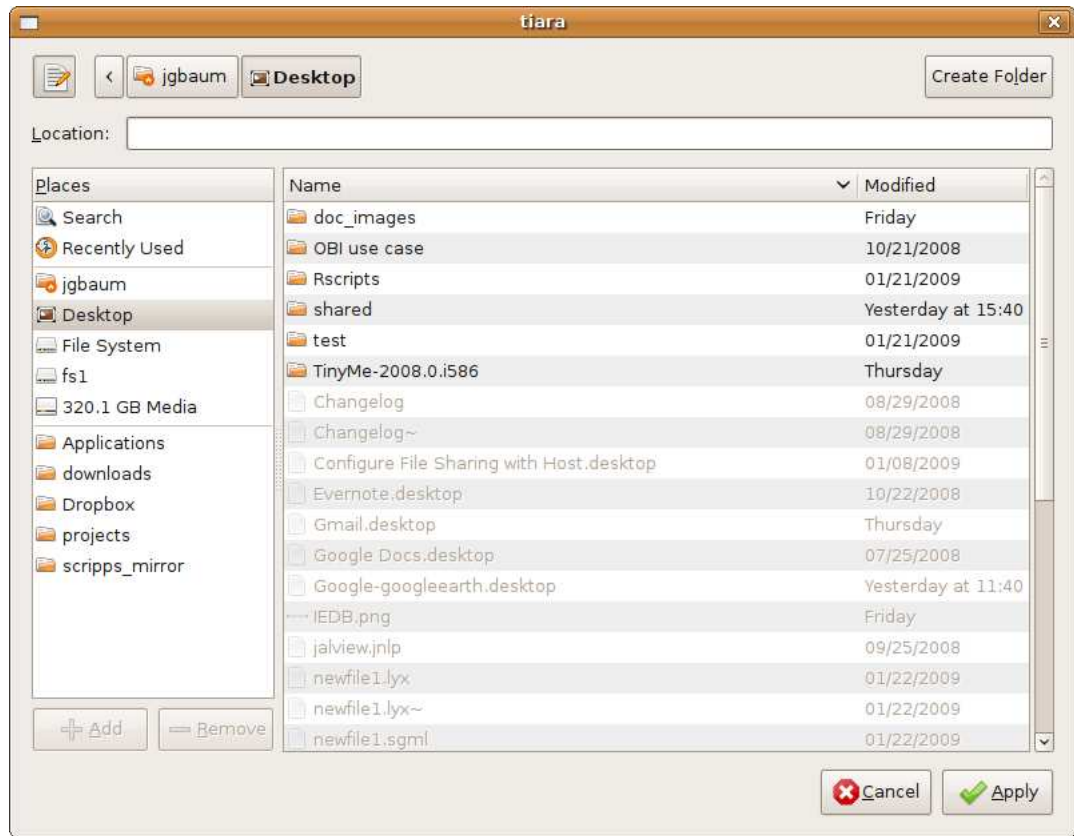 tiara
jgbaum Desktop Create Folder
Location:
Places
Search
Recently Used
jgbaum
Desktop
File System
fs1
320.1 GB Media
Applications
downloads
Dropbox
projects
scripps_mirror
Add Remove
Name Modified
doc_images Friday
OBI use case 10/21/2008
Rscripts 01/21/2009
shared Yesterday at 15:40
test 01/21/2009
TinyMe-2008.0.i586 Thursday
Changelog 08/29/2008
Changelog~ 08/29/2008
Configure File Sharing with Host.desktop 01/08/2009
Evernote.desktop 10/22/2008
Gmail.desktop Thursday
Google Docs.desktop 07/25/2008
Google-googleearth.desktop Yesterday at 11:40
IEDB.png Friday
jalview.jnlp 09/25/2008
newfile1.lyx 01/22/2009
newfile1.lyx~ 01/22/2009
newfile1.sgml 01/22/2009
Cancel Apply